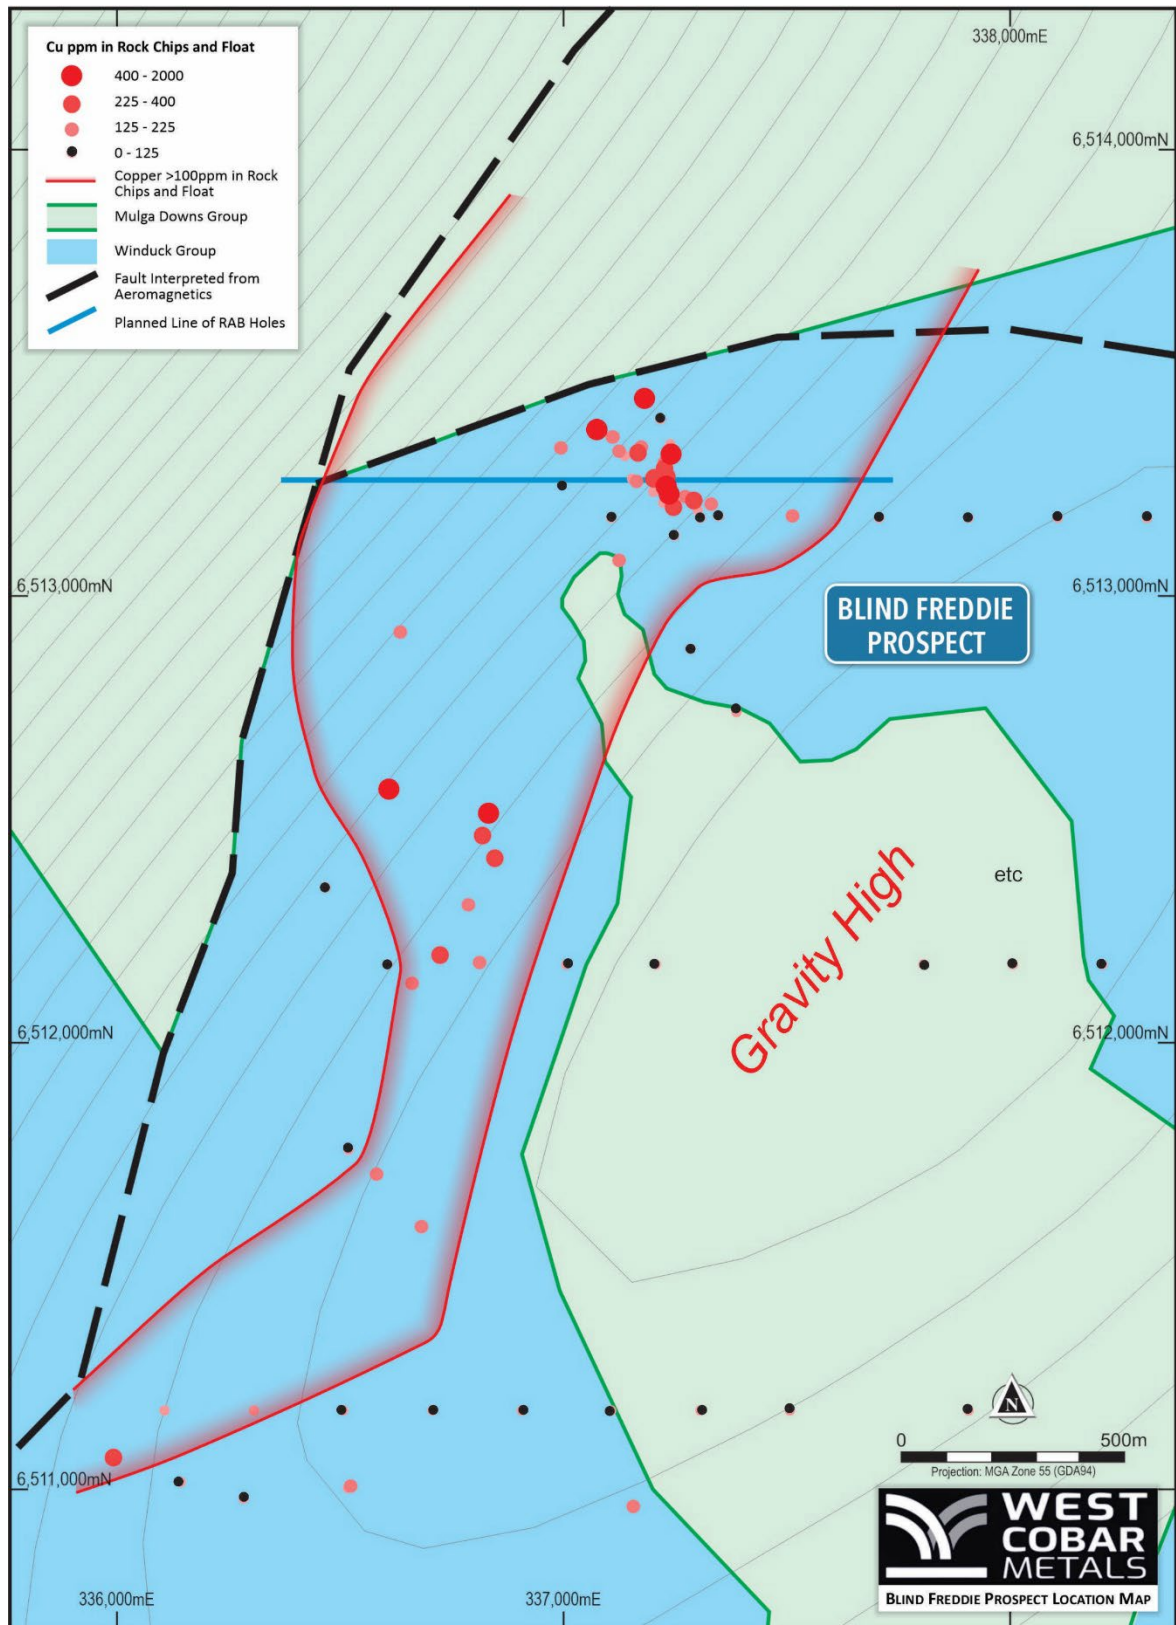 Cu ppm in Rock Chips and Float
400 - 2000
225 - 400
125 - 225
0 - 125
Copper >100ppm in Rock
Chips and Float
Mulga Downs Group
Winduck Group
Fault Interpreted from
Aeromagnetics
Planned Line of RAB Holes
338,000mE
6,514,000mN
6,513,000mN
6,513,000mN
BLIND FREDDIE
PROSPECT
etc
Gravity High
6,512,000mN
6,512,000mN
N
0 500m
Projection: MGA Zone 55 (GDA94)
6,511,000mN
WEST
COBAR
METALS
BLIND FREDDIE PROSPECT LOCATION MAP
336,000mE
337,000mE